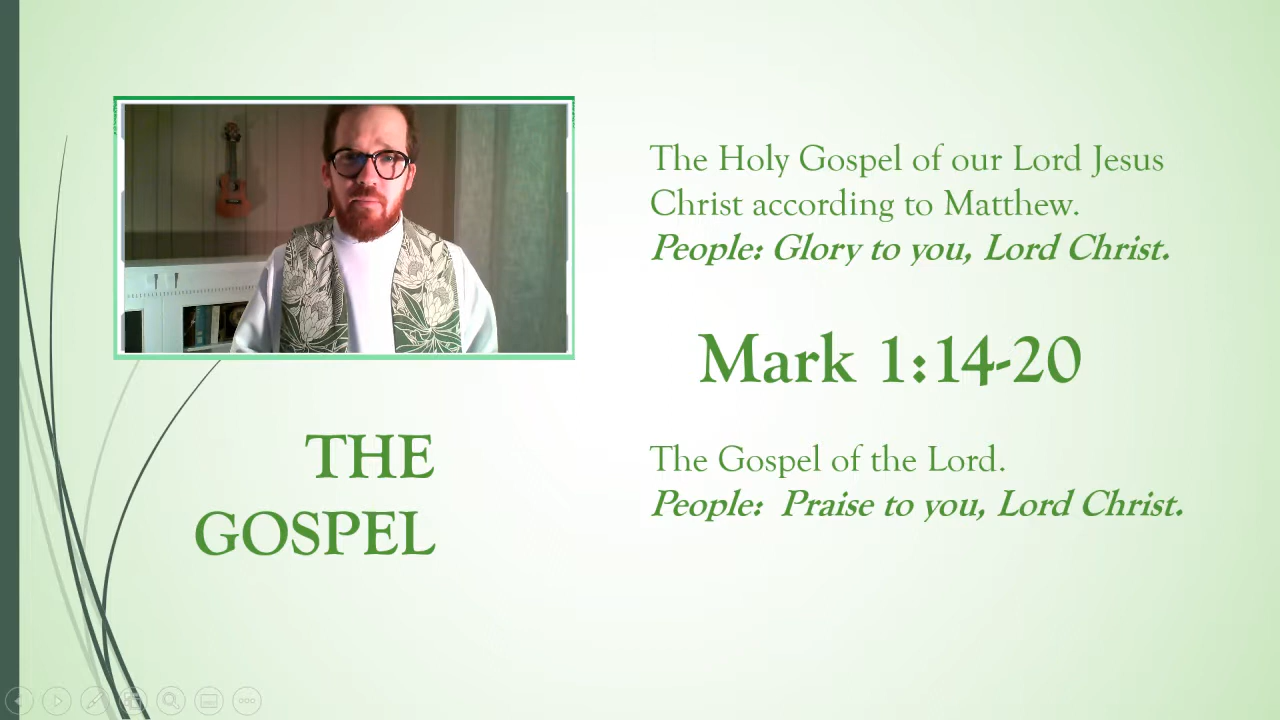 The Holy Gospel of our Lord Jesus
Christ according to Matthew.
People: Glory to you, Lord Christ.
Mark 1:14-20
The Gospel of the Lord.
People: Praise to you, Lord Christ.
THE
GOSPEL